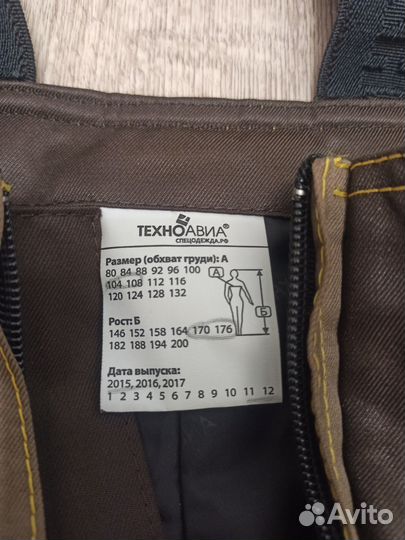 ТЕХНОАВИА®
СПЕЦОДЕЖДА.РФ
Размер (обхват груди): А
80 84 88 92 96 100
104 108 112 116
120 124 128 132
А
Б
Рост: Б
146 152 158 164 170 176
182 188 194 200
Дата выпуска:
2015, 2016, 2017
1 2 3 4 5 6 7 8 9 10 11 12
Avito